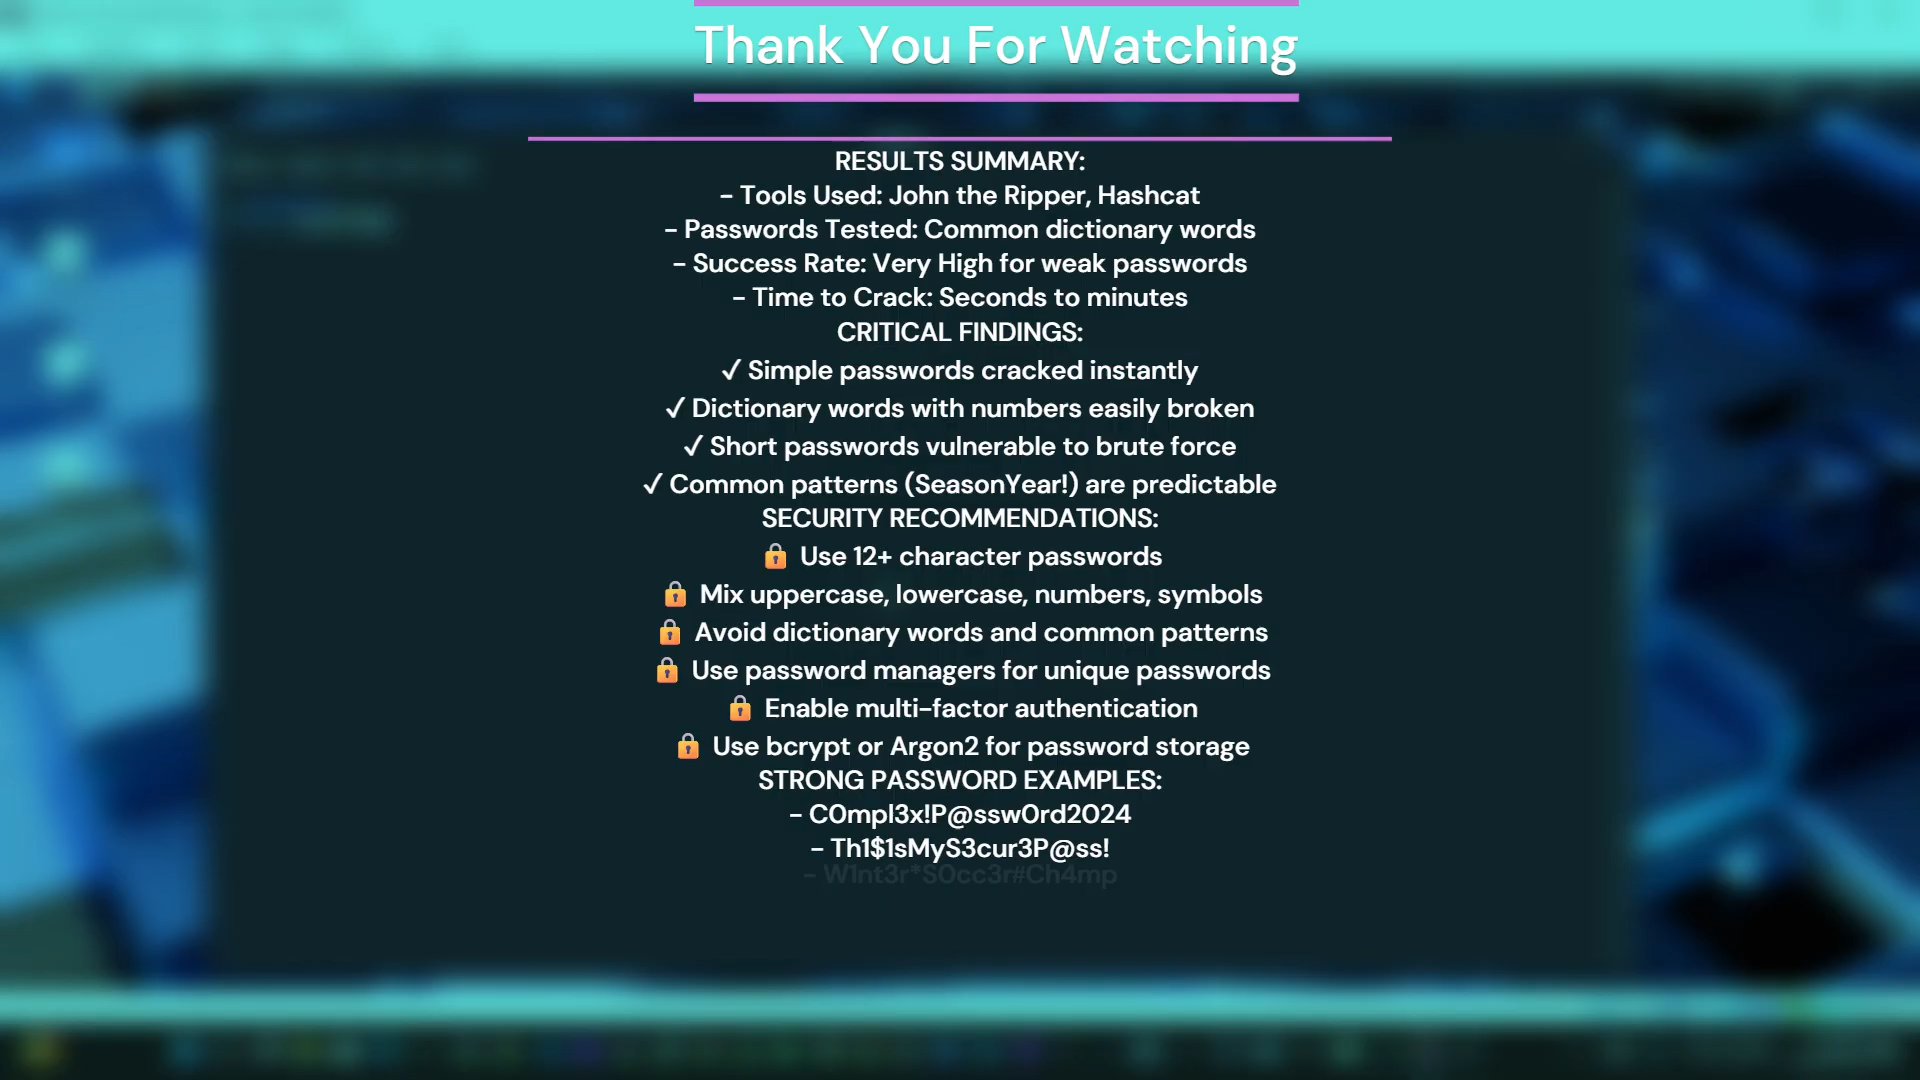 Thank You For Watching
RESULTS SUMMARY:
- Tools Used: John the Ripper, Hashcat
- Passwords Tested: Common dictionary words
- Success Rate: Very High for weak passwords
- Time to Crack: Seconds to minutes
CRITICAL FINDINGS:
✓ Simple passwords cracked instantly
✓ Dictionary words with numbers easily broken
✓ Short passwords vulnerable to brute force
✓ Common patterns (SeasonYear!) are predictable
SECURITY RECOMMENDATIONS:
🔒 Use 12+ character passwords
🔒 Mix uppercase, lowercase, numbers, symbols
🔒 Avoid dictionary words and common patterns
🔒 Use password managers for unique passwords
🔒 Enable multi-factor authentication
🔒 Use bcrypt or Argon2 for password storage
STRONG PASSWORD EXAMPLES:
- C0mpl3x!P@ssw0rd2024
- Th1$1sMyS3cur3P@ss!
- W1nt3r*S0cc3r#Ch4mp